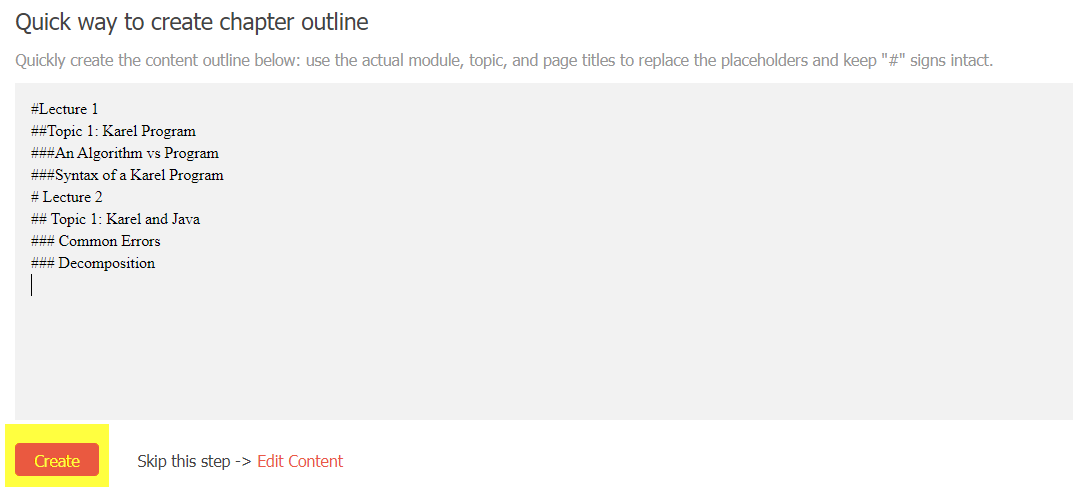 Quick way to create chapter outline
Quickly create the content outline below: use the actual module, topic, and page titles to replace the placeholders and keep "#" signs intact.
#Lecture 1
##Topic 1: Karel Program
###An Algorithm vs Program
###Syntax of a Karel Program
# Lecture 2
## Topic 1: Karel and Java
### Common Errors
### Decomposition
Create Skip this step -> Edit Content